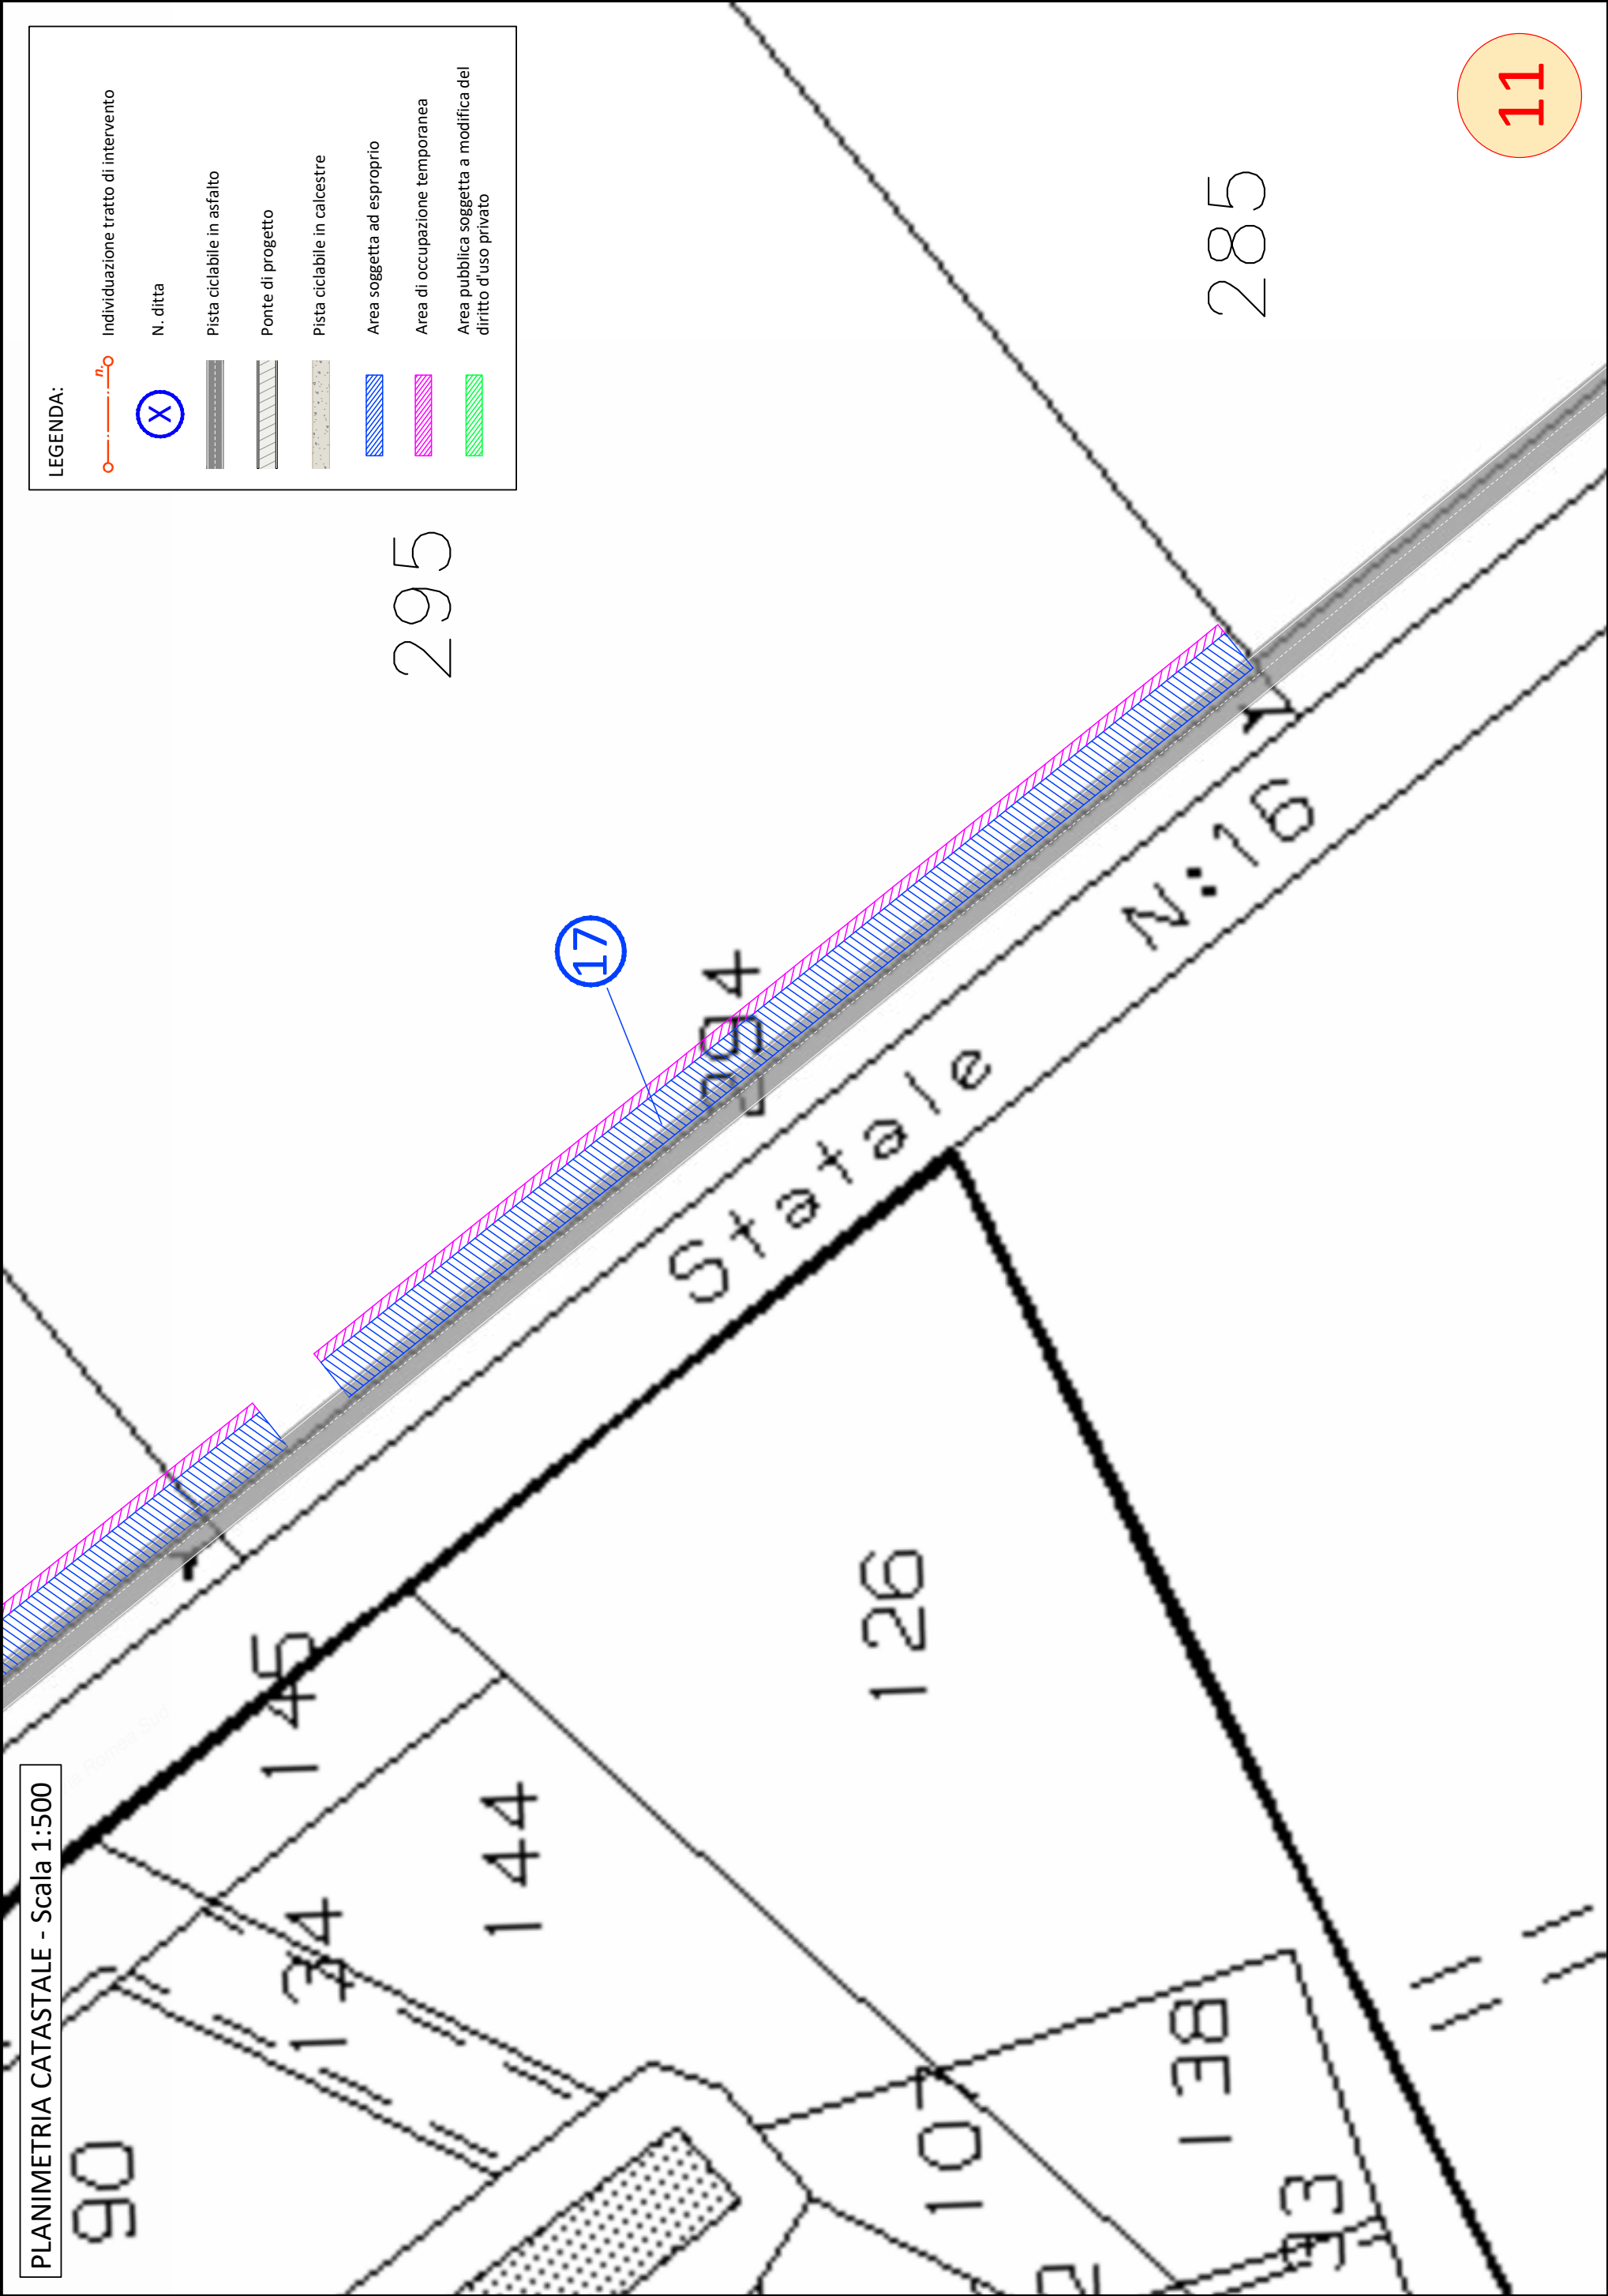 PLANIMETRIA CATASTALE - Scala 1:500
LEGENDA:
n.
Individuazione tratto di intervento
X
N. ditta
Pista ciclabile in asfalto
Ponte di progetto
Pista ciclabile in calcestre
Area soggetta ad esproprio
Area di occupazione temporanea
Area pubblica soggetta a modifica del
diritto d'uso privato
90
134
145
144
295
17
294
Statale N:16
126
107
138
285
11